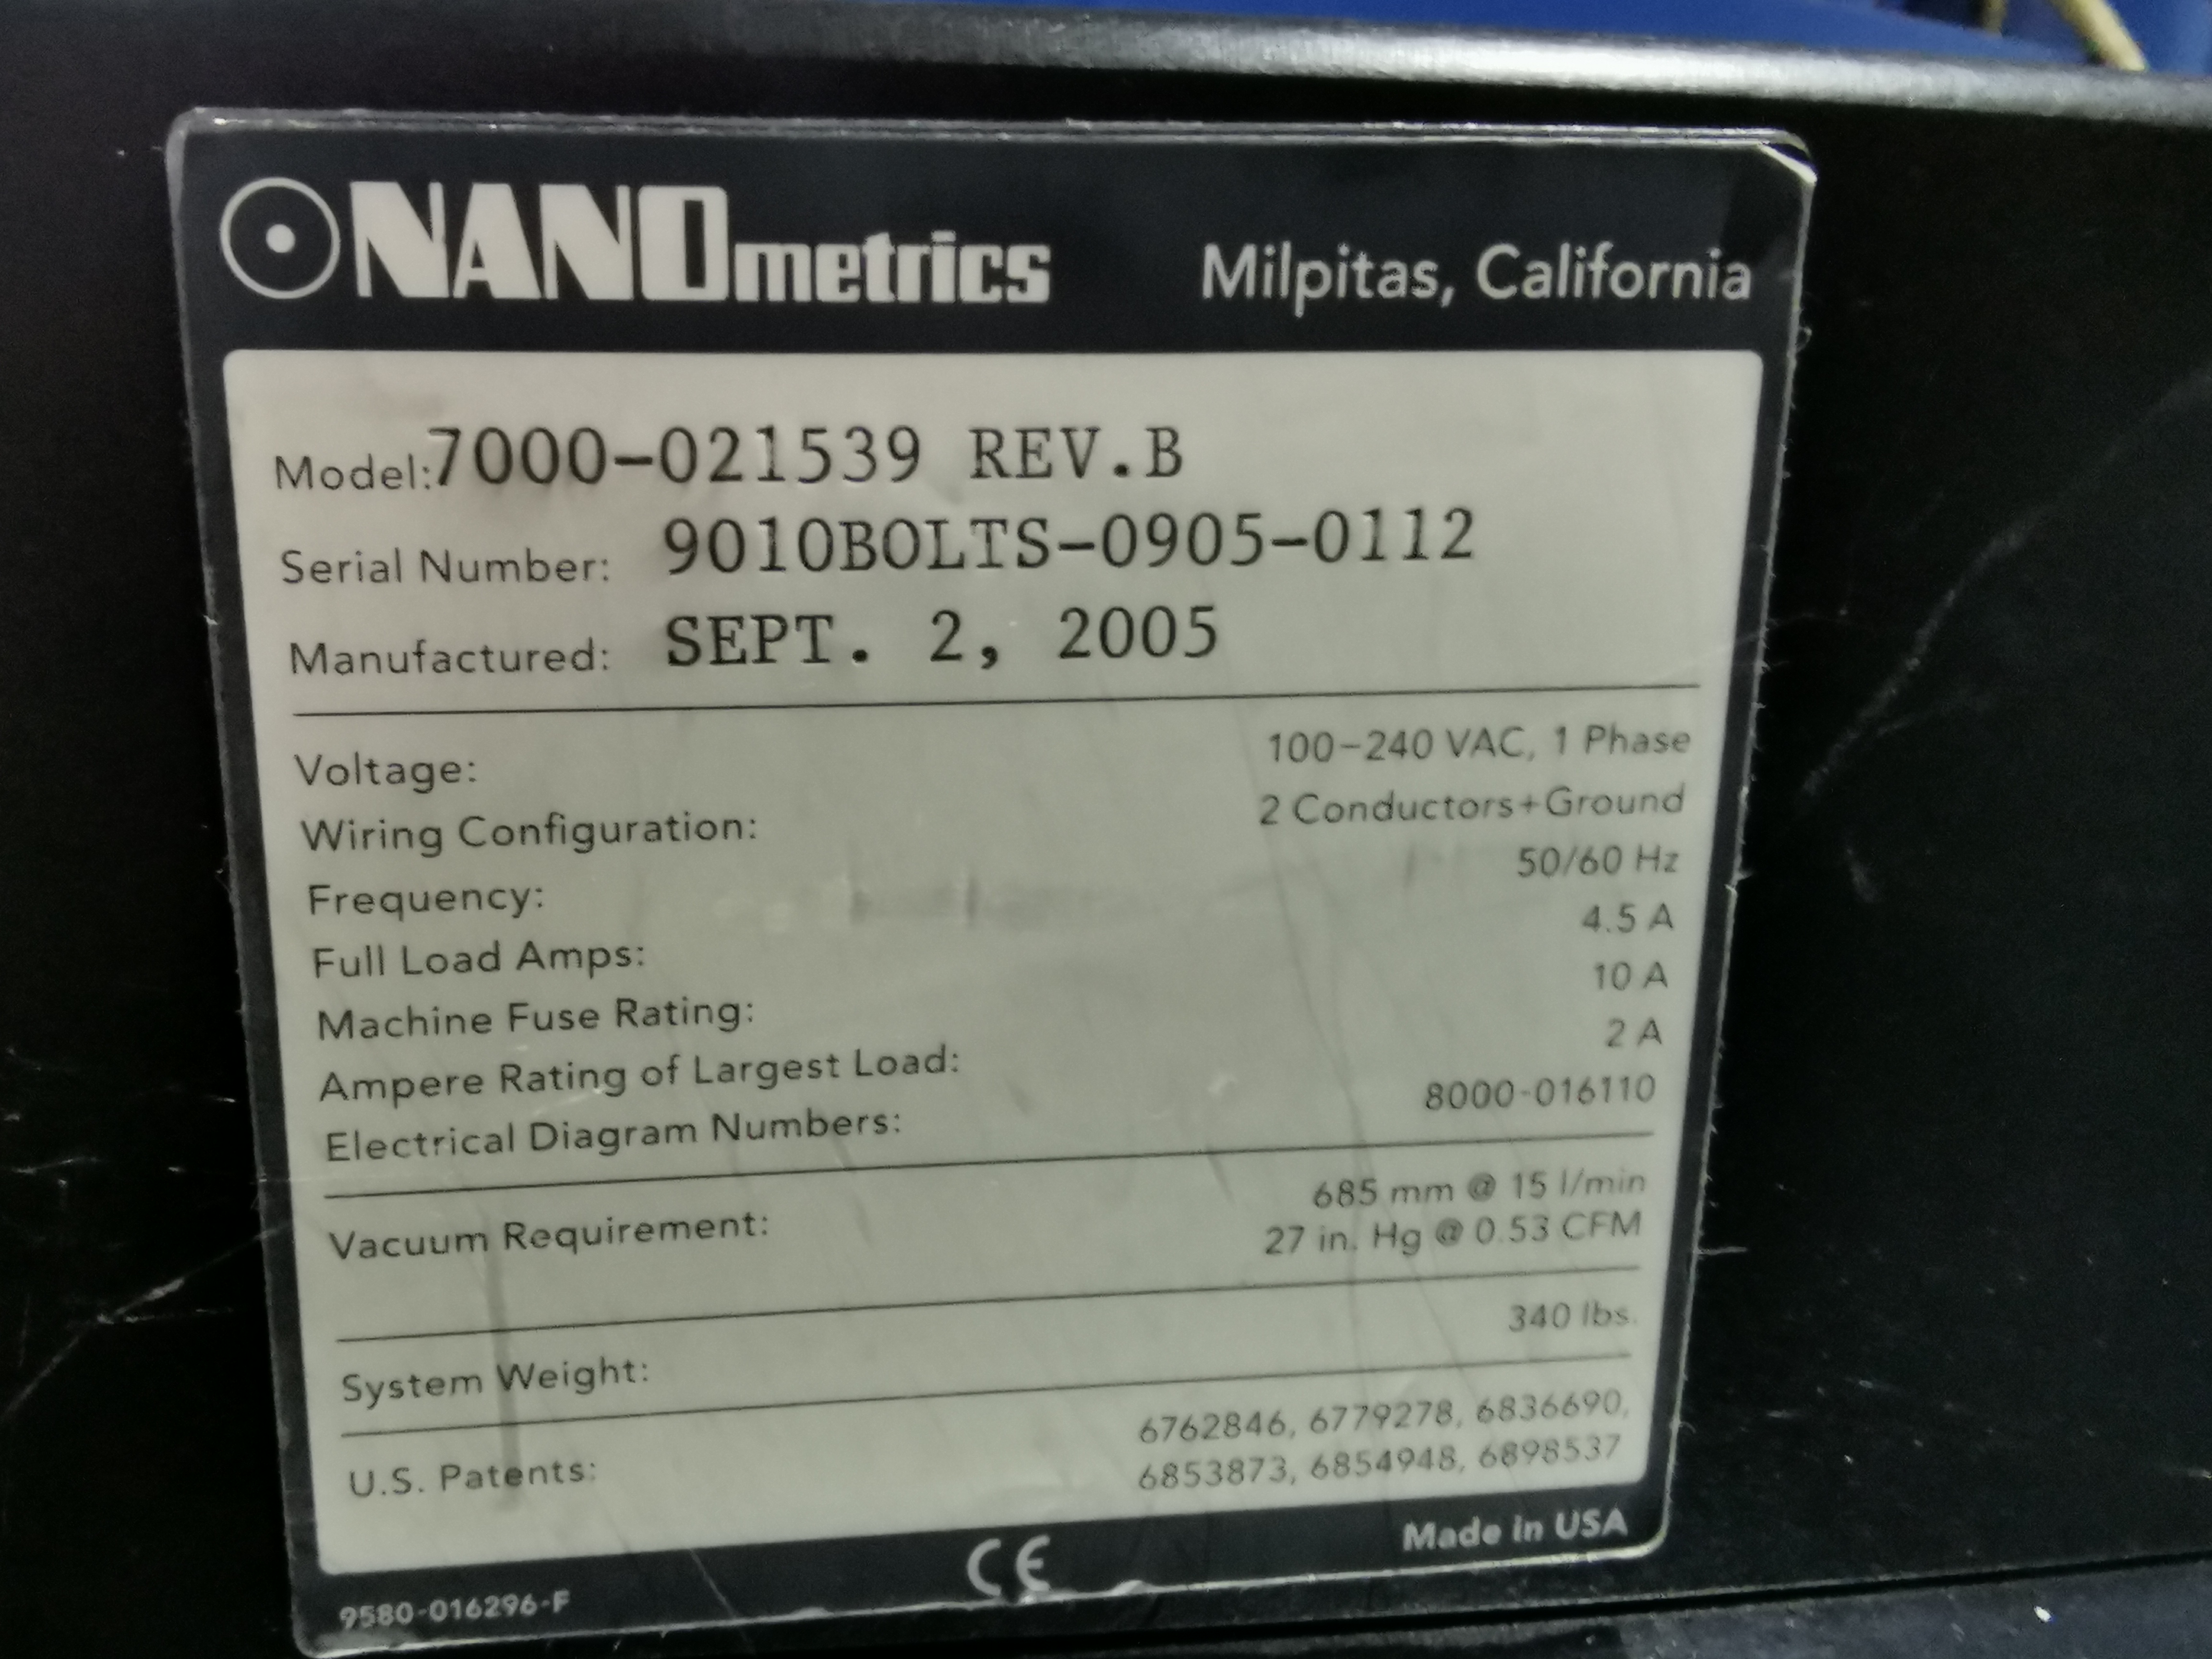 NANOmetrics Milpitas, California
Model: 7000-021539 REV.B
Serial Number: 9010BOLTS-0905-0112
Manufactured: SEPT. 2, 2005
Voltage: 100-240 VAC, 1 Phase
Wiring Configuration: 2 Conductors+Ground
Frequency: 50/60 Hz
Full Load Amps: 4.5 A
Machine Fuse Rating: 10 A
Ampere Rating of Largest Load: 2 A
Electrical Diagram Numbers: 8000-016110
Vacuum Requirement: 685 mm @ 15 l/min
27 in. Hg @ 0.53 CFM
System Weight: 340 lbs.
U.S. Patents: 6762846, 6779278, 6836690,
6853873, 6854948, 6898537
9580-016296-F CE Made in USA